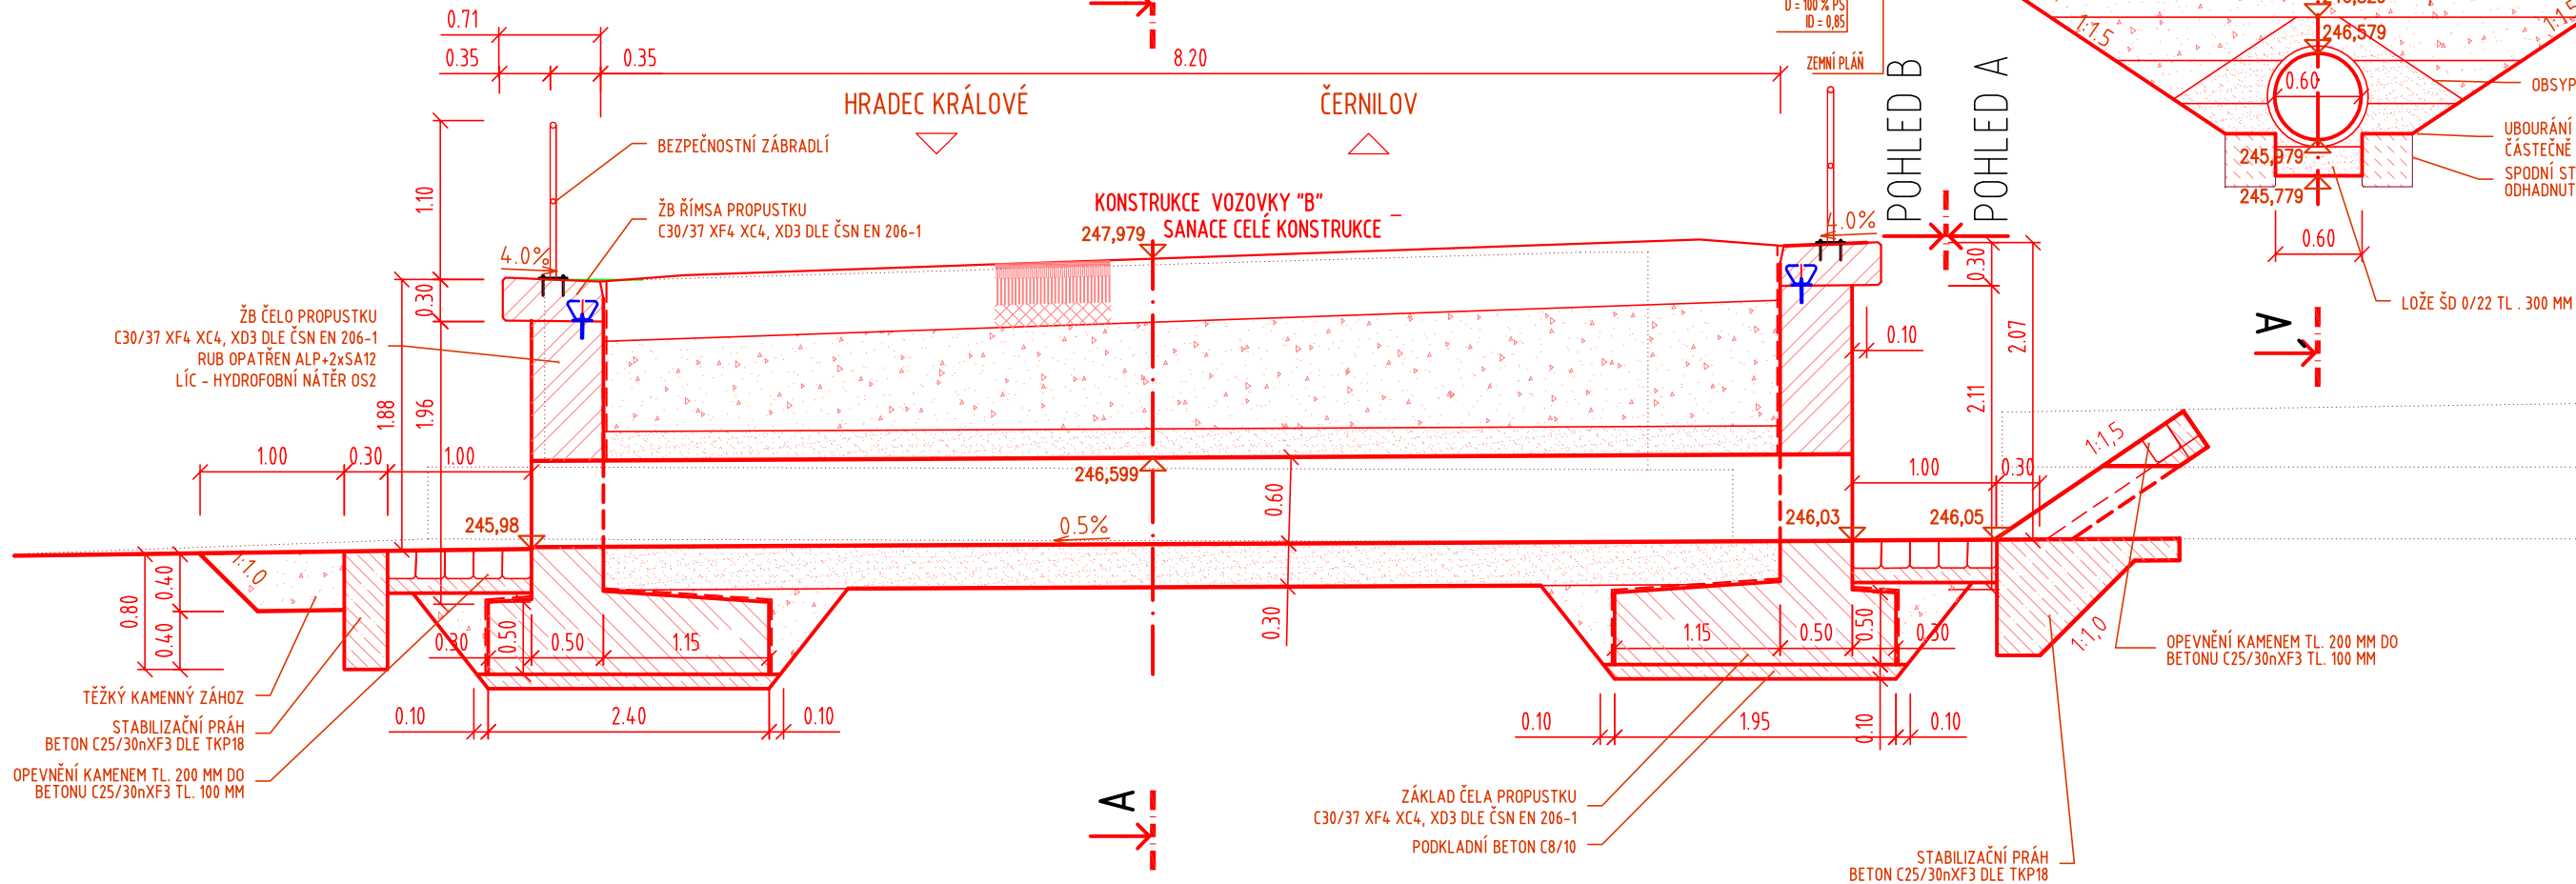 0.71
0.35
0.35
8.20
D = 100 % PS
ID = 0,85
ZEMNÍ PLÁŇ
HRADEC KRÁLOVÉ
ČERNILOV
POHLED B
POHLED A
BEZPEČNOSTNÍ ZÁBRADLÍ
1.10
ŽB ŘÍMSA PROPUSTKU
C30/37 XF4 XC4, XD3 DLE ČSN EN 206-1
KONSTRUKCE VOZOVKY "B"
SANACE CELÉ KONSTRUKCE
247,979
4.0%
4.0%
0.30
0.30
ŽB ČELO PROPUSTKU
C30/37 XF4 XC4, XD3 DLE ČSN EN 206-1
RUB OPATŘEN ALP+2xSA12
LÍC - HYDROFOBNÍ NÁTĚR OS2
1.88
1.96
0.10
2.07
2.11
1.00
0.30
1.00
246,599
0.60
1.00
0.30
1:1,5
245,98
0.5%
246,03
246,05
1:1.0
0.80
0.40
0.40
0.30
0.50
0.50
1.15
0.30
1.15
0.50
0.50
0.30
1:1,0
OPEVNĚNÍ KAMENEM TL. 200 MM DO
BETONU C25/30nXF3 TL. 100 MM
TĚŽKÝ KAMENNÝ ZÁHOZ
STABILIZAČNÍ PRÁH
BETON C25/30nXF3 DLE TKP18
OPEVNĚNÍ KAMENEM TL. 200 MM DO
BETONU C25/30nXF3 TL. 100 MM
0.10
2.40
0.10
0.10
1.95
0.10
0.10
A
ZÁKLAD ČELA PROPUSTKU
C30/37 XF4 XC4, XD3 DLE ČSN EN 206-1
PODKLADNÍ BETON C8/10
STABILIZAČNÍ PRÁH
BETON C25/30nXF3 DLE TKP18
1:1.5
1:1.5
246,579
0.60
OBSYP
UBOURÁNÍ
ČÁSTEČNĚ
SPODNÍ ST
ODHADNUT
245,979
245,779
0.60
LOŽE ŠD 0/22 TL . 300 MM
A'